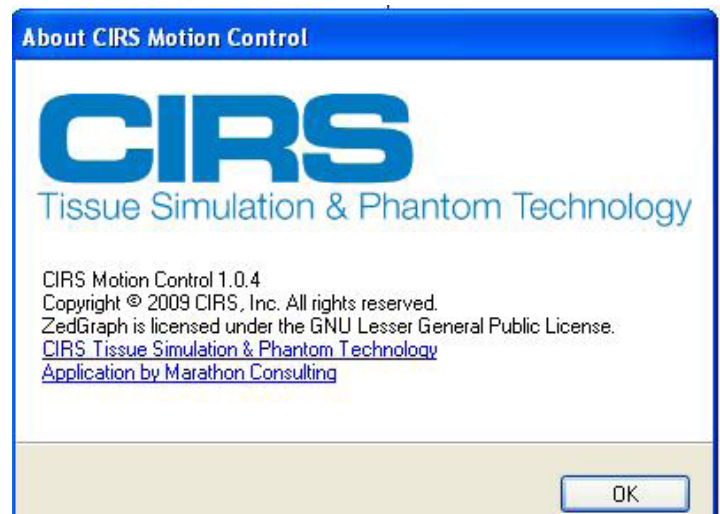 About CIRS Motion Control
CIRS
Tissue Simulation & Phantom Technology
CIRS Motion Control 1.0.4
Copyright © 2009 CIRS, Inc. All rights reserved.
ZedGraph is licensed under the GNU Lesser General Public License.
CIRS Tissue Simulation & Phantom Technology
Application by Marathon Consulting
OK